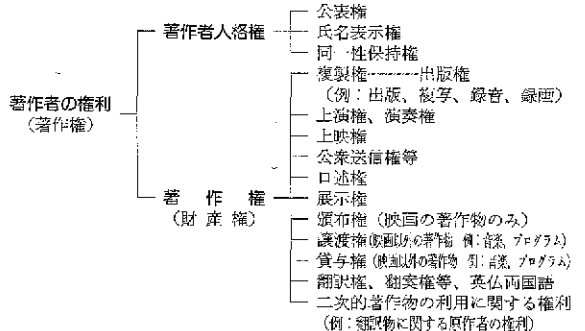 公表権
著作者人格権
氏名表示権
同一性保持権
複製権 出版権
(例:出版、複写、録音、録画)
著作者の権利
(著作権)
上演権、演奏権
上映権
公衆送信権等
口述権
著作権
展示権
(財産権)
頒布権(映画の著作物のみ)
譲渡権(映画以外の著作物 例:音楽、プログラム)
貸与権(映画以外の著作物 例:音楽、プログラム)
翻訳権、翻案権等、英仏両国語
二次的著作物の利用に関する権利
(例:翻訳物に関する原作者の権利)